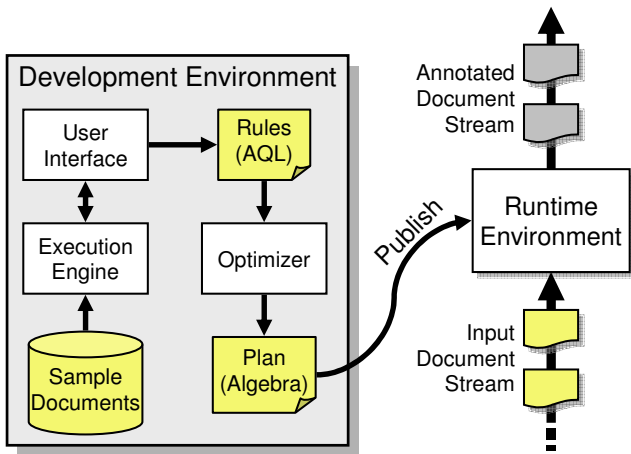 Development Environment
User
Interface
Rules
(AQL)
Execution
Engine
Optimizer
Sample
Documents
Plan
(Algebra)
Publish
Annotated
Document
Stream
Runtime
Environment
Input
Document
Stream